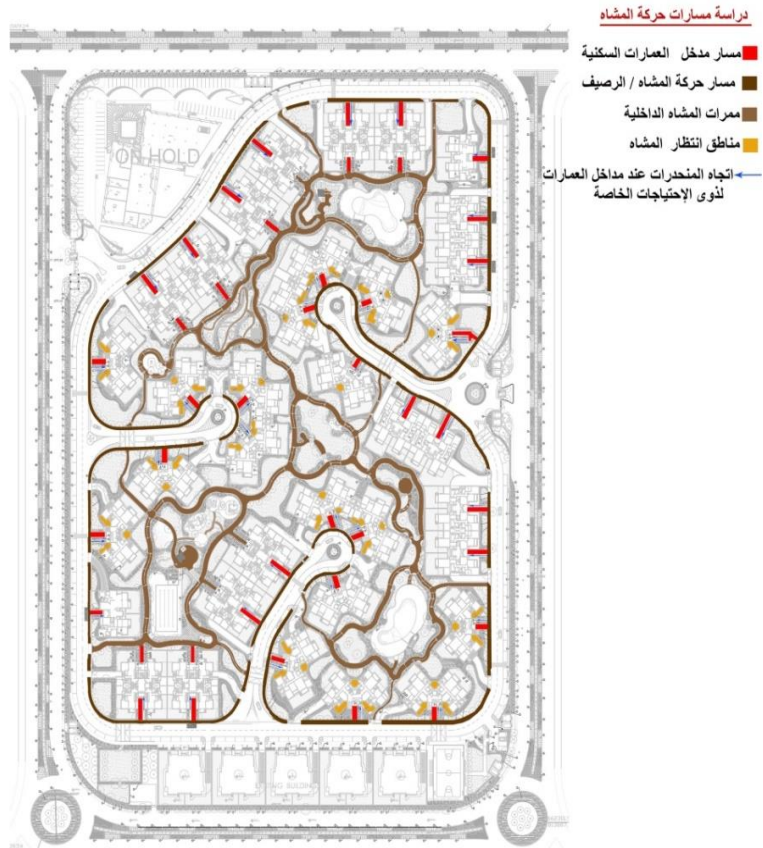 دراسة مسارات حركة المشاه
مسار مدخل العمارات السكنية
مسار حركة المشاه / الرصيف
ممرات المشاه الداخلية
مناطق انتظار المشاه
اتجاه المنحدرات عند مداخل العمارات
لذوى الإحتياجات الخاصة
ON HOLD